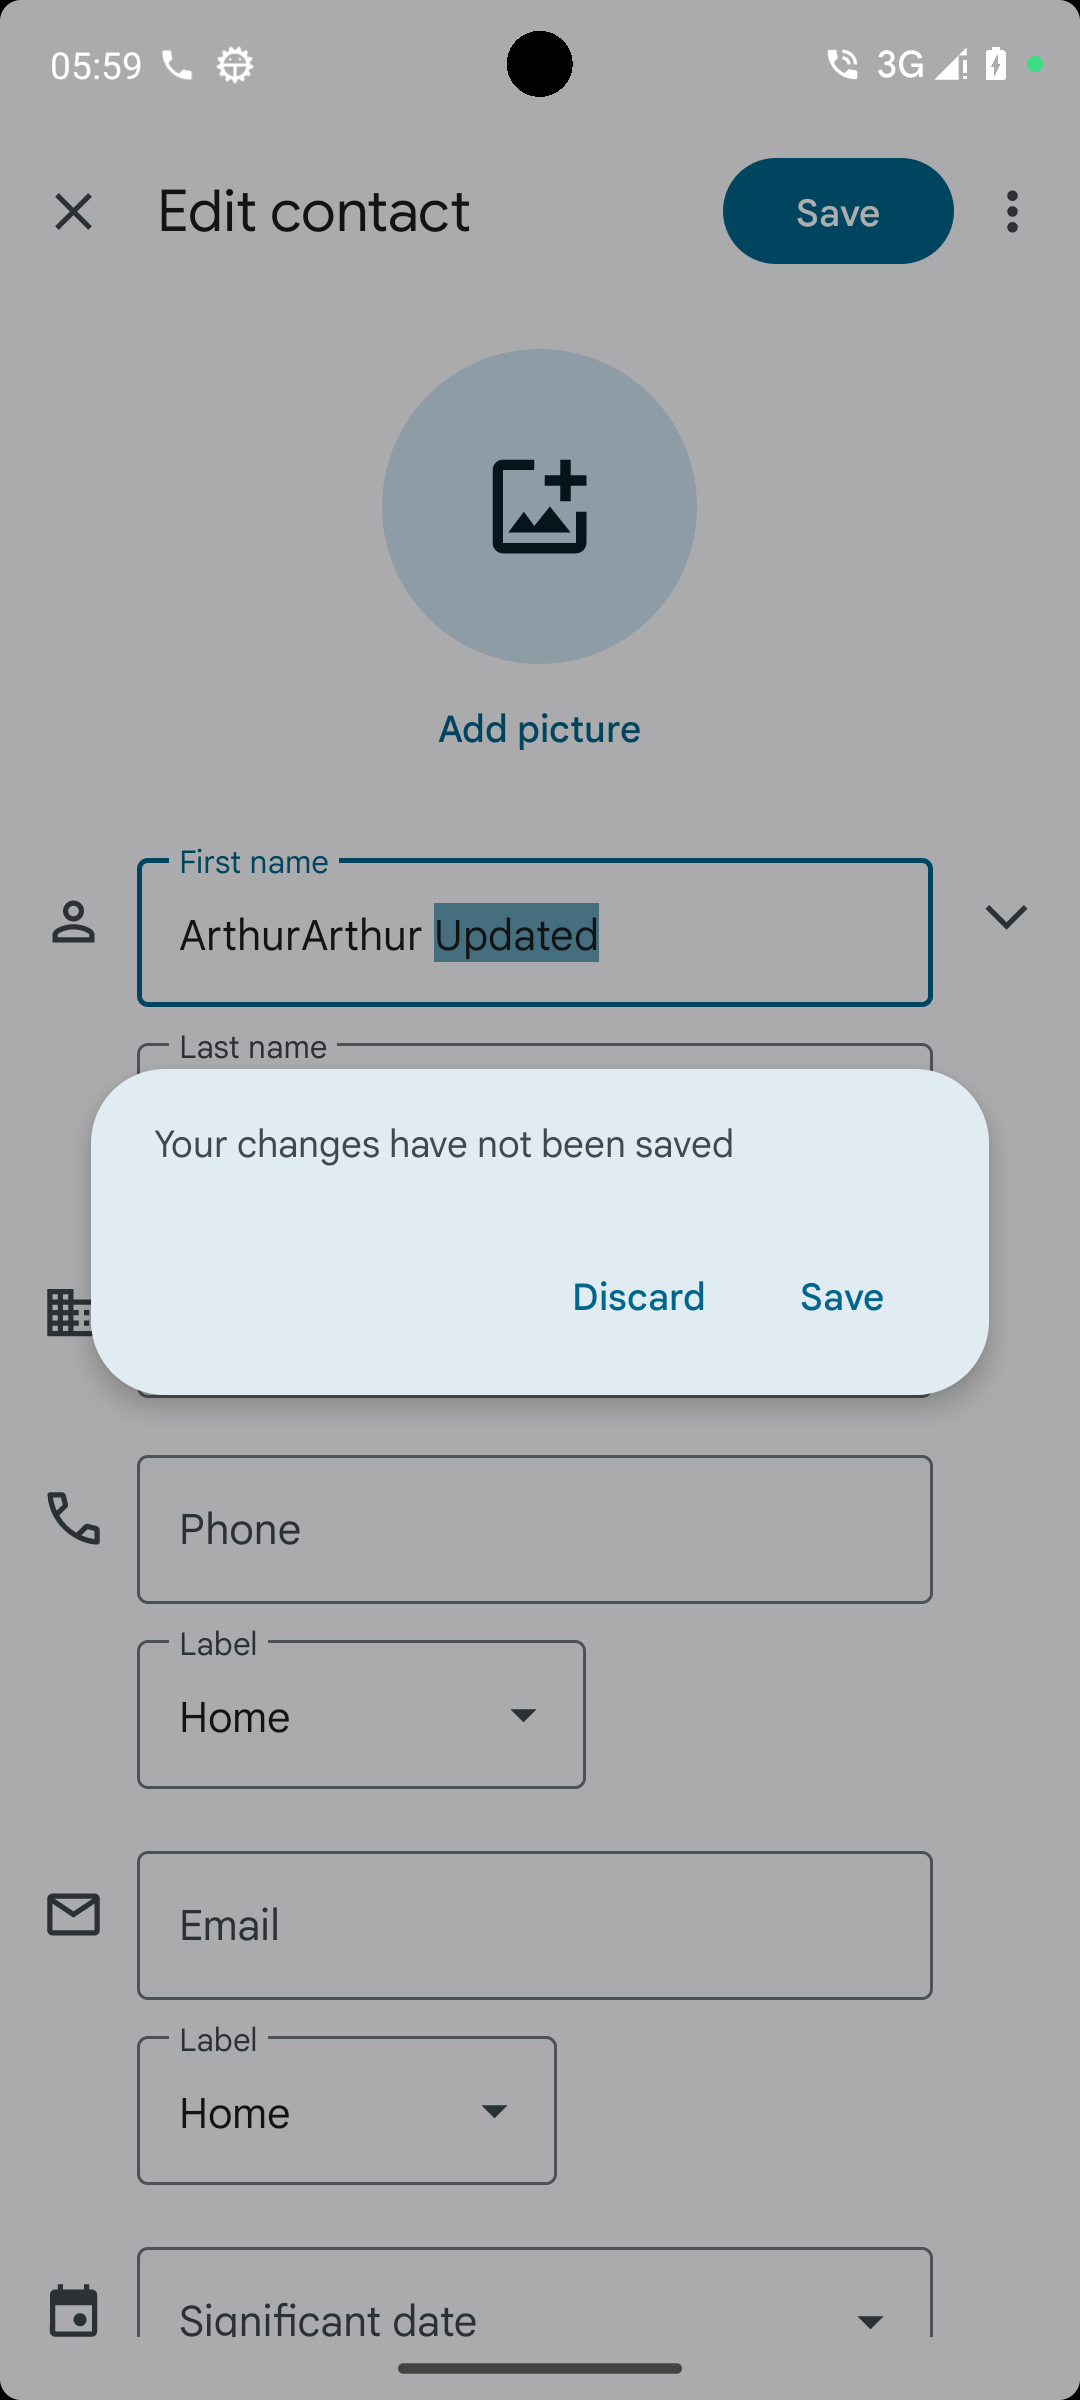 05:59
3G
Edit contact
Save
Add picture
First name
ArthurArthur Updated
Last name
Your changes have not been saved
Discard
Save
Phone
Label
Home
Email
Label
Home
Significant date